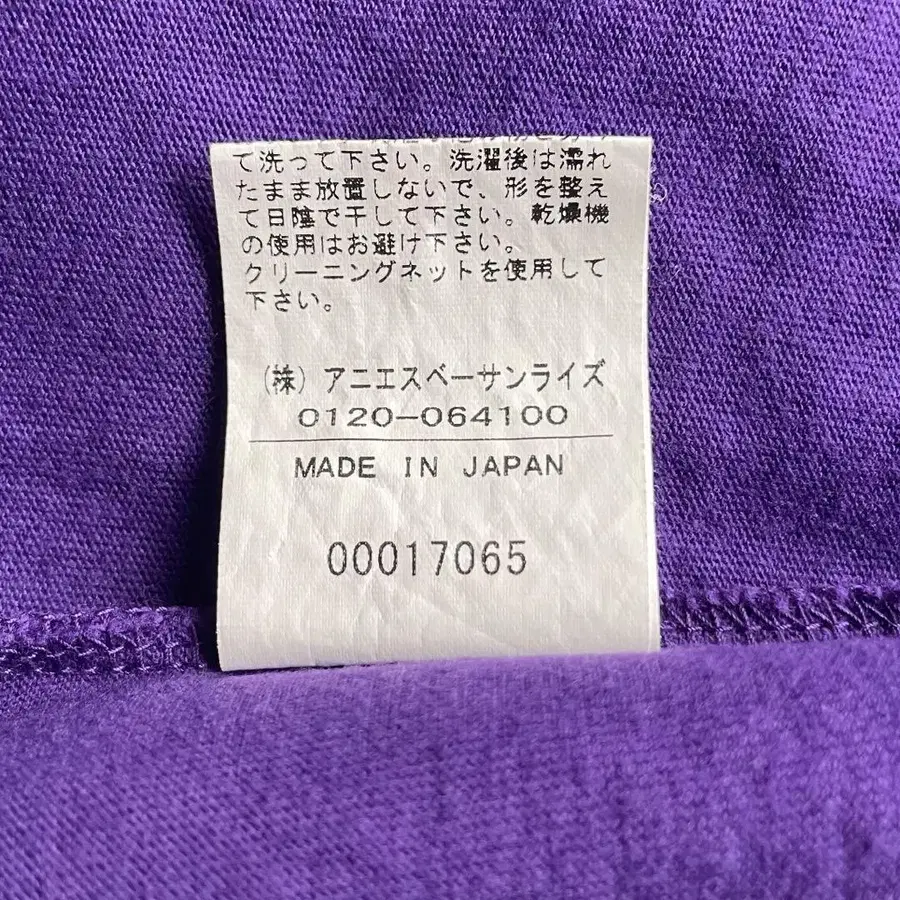 て洗って下さい。洗濯後は濡れ
たまま放置しないで、形を整え
て日陰で干して下さい。乾燥機
の使用はお避け下さい。
クリーニングネットを使用して
下さい。
(株)アニエスベーサンライズ
0120-064100
MADE IN JAPAN
00017065